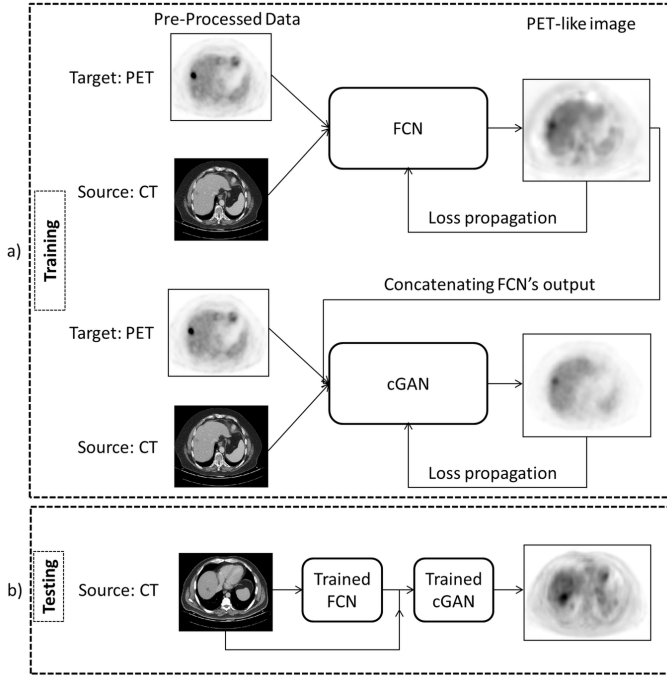 Pre-Processed Data
PET-like image
Target: PET
FCN
Source: CT
Loss propagation
a)
Training
Concatenating FCN's output
Target: PET
cGAN
Source: CT
Loss propagation
b)
Testing
Source: CT
Trained
FCN
Trained
cGAN